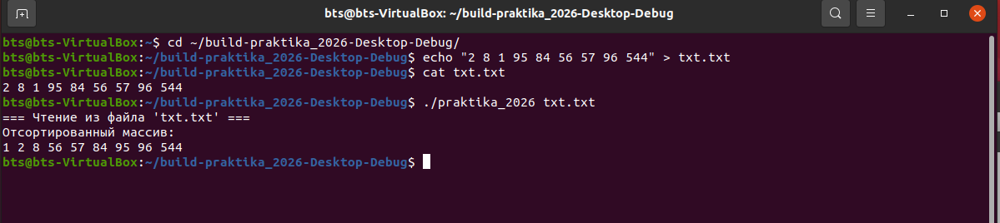 bts@bts-VirtualBox: ~/build-praktika_2026-Desktop-Debug
bts@bts-VirtualBox:~$ cd ~/build-praktika_2026-Desktop-Debug/
bts@bts-VirtualBox:~/build-praktika_2026-Desktop-Debug$ echo "2 8 1 95 84 56 57 96 544" > txt.txt
bts@bts-VirtualBox:~/build-praktika_2026-Desktop-Debug$ cat txt.txt
2 8 1 95 84 56 57 96 544
bts@bts-VirtualBox:~/build-praktika_2026-Desktop-Debug$ ./praktika_2026 txt.txt
=== Чтение из файла 'txt.txt' ===
Отсортированный массив:
1 2 8 56 57 84 95 96 544
bts@bts-VirtualBox:~/build-praktika_2026-Desktop-Debug$